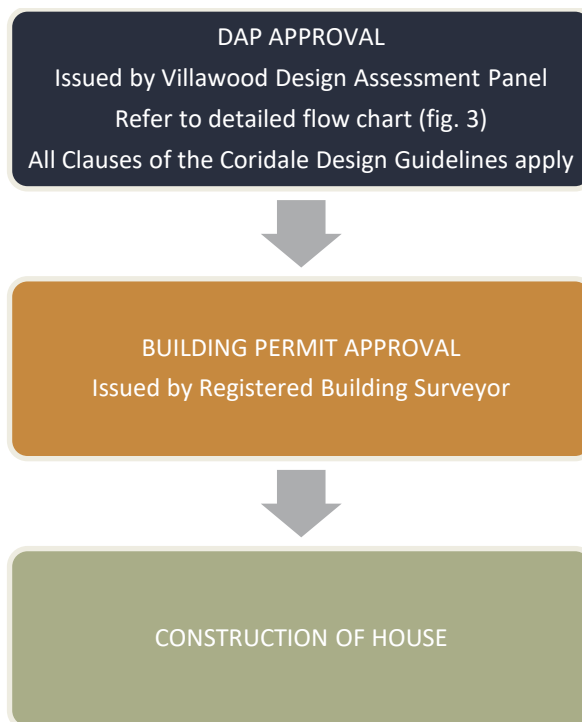 DAP APPROVAL
Issued by Villawood Design Assessment Panel
Refer to detailed flow chart (fig. 3)
All Clauses of the Coridale Design Guidelines apply
BUILDING PERMIT APPROVAL
Issued by Registered Building Surveyor
CONSTRUCTION OF HOUSE